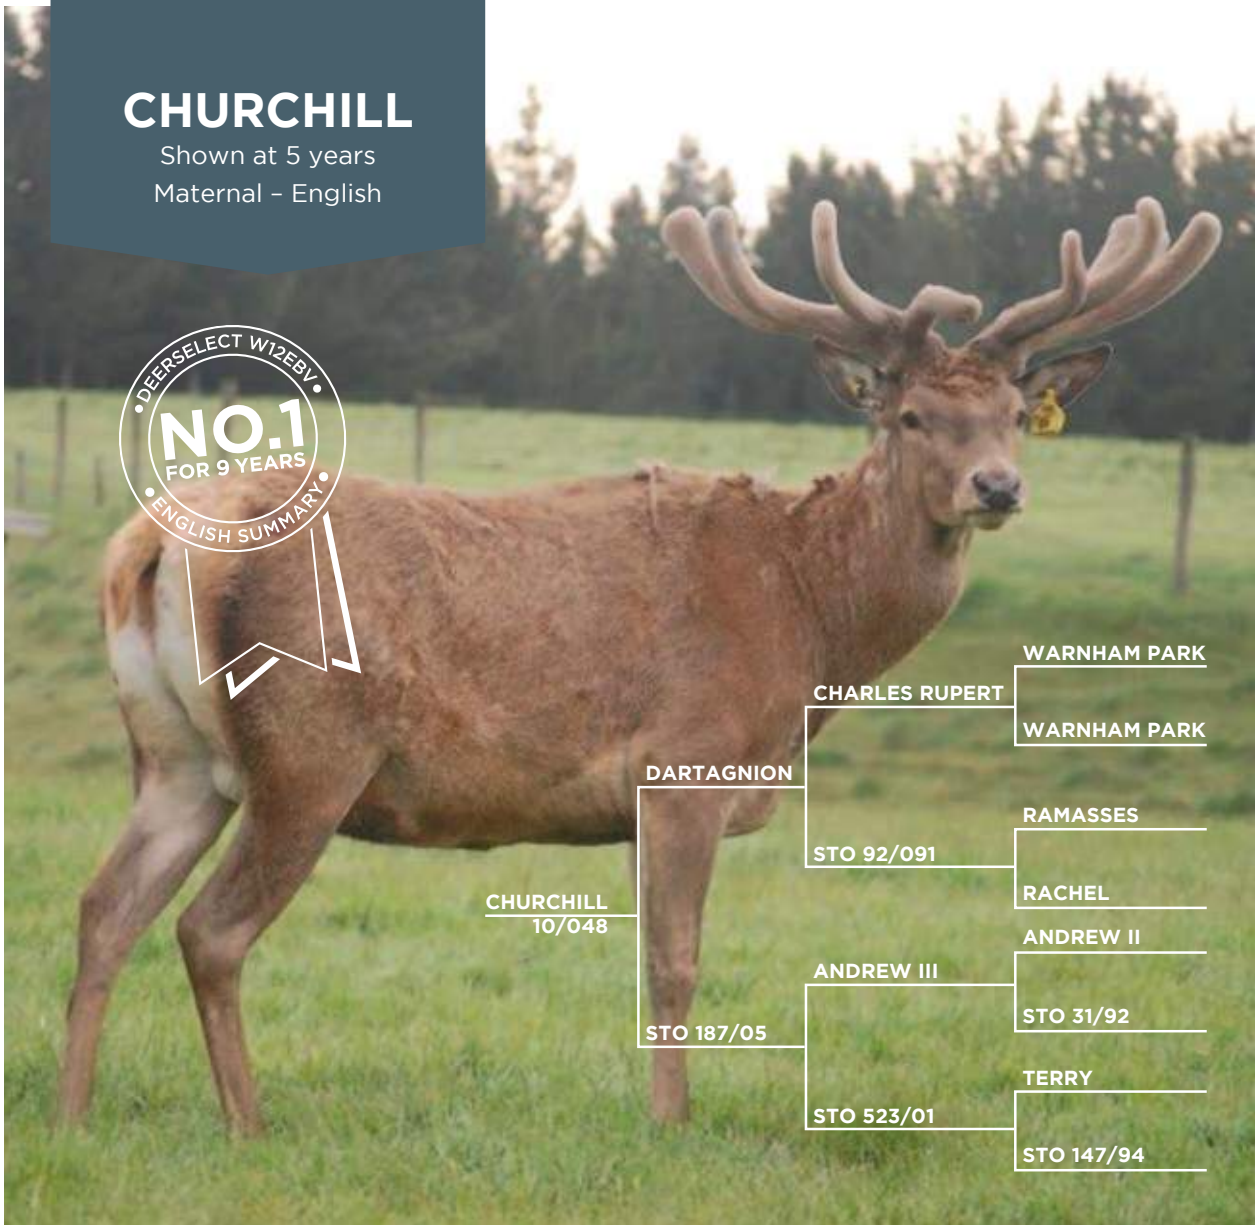 CHURCHILL
Shown at 5 years
Maternal – English
DEERSELECT W12EBV
NO.1
FOR 9 YEARS
ENGLISH SUMMARY
WARNHAM PARK
CHARLES RUPERT
WARNHAM PARK
DARTAGNION
RAMASSES
STO 92/091
RACHEL
CHURCHILL
10/048
ANDREW II
ANDREW III
STO 31/92
STO 187/05
TERRY
STO 523/01
STO 147/94